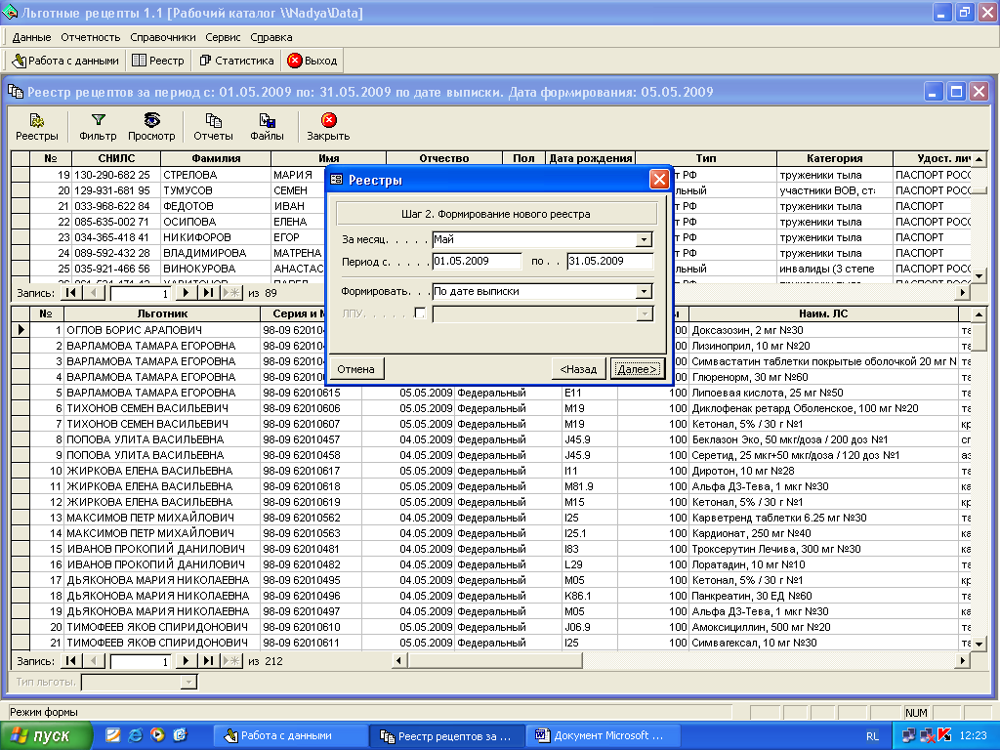 Льготные рецепты 1.1 [Рабочий каталог \\Nadya\Data]
Данные Отчетность Справочники Сервис Справка
Работа с данными Реестр Статистика Выход
Реестр рецептов за период с: 01.05.2009 по: 31.05.2009 по дате выписки. Дата формирования: 05.05.2009
Реестры Фильтр Просмотр Отчеты Файлы Закрыть
№ СНИЛС Фамилия Имя Отчество Пол Дата рождения Тип Категория Удост. ли
19 130-290-682 25 СТРЕЛОВА МАРИЯ т РФ труженики тыла ПАСПОРТ РОСС
20 129-931-681 95 ТУМУСОВ СЕМЕН льный участники ВОВ, ст ПАСПОРТ РОСС
21 033-968-622 84 ФЕДОТОВ ИВАН т РФ труженики тыла ПАСПОРТ
22 085-635-002 71 ОСИПОВА ЕЛЕНА т РФ труженики тыла ПАСПОРТ РОСС
23 034-365-418 41 НИКИФОРОВ ЕГОР т РФ труженики тыла ПАСПОРТ
24 089-592-432 28 ВЛАДИМИРОВА МАТРЕНА т РФ труженики тыла ПАСПОРТ
25 035-921-466 56 ВИНОКУРОВА АНАСТАС льный инвалиды (3 степе ПАСПОРТ РОСС
Запись: 1 из 89
Реестры
Шаг 2. Формирование нового реестра
За месяц. . . . . Май
Период с. . . . . 01.05.2009 по . . 31.05.2009
Формировать. . . По дате выписки
ЛПУ. . . . . . .
Отмена <Назад Далее>
№ Льготник Серия и Наим. ЛС
1 ОГЛОВ БОРИС АРАПОВИЧ 98-09 6201 00 Доксазозин, 2 мг №30 та
2 ВАРЛАМОВА ТАМАРА ЕГОРОВНА 98-09 6201 00 Лизиноприл, 10 мг №20 та
3 ВАРЛАМОВА ТАМАРА ЕГОРОВНА 98-09 6201 00 Симвастатин таблетки покрытые оболочкой 20 мг N та
4 ВАРЛАМОВА ТАМАРА ЕГОРОВНА 98-09 6201 00 Глюренорм, 30 мг №60 та
5 ВАРЛАМОВА ТАМАРА ЕГОРОВНА 98-09 62010615 05.05.2009 Федеральный E11 100 Липоевая кислота, 25 мг №50 та
6 ТИХОНОВ СЕМЕН ВАСИЛЬЕВИЧ 98-09 62010606 05.05.2009 Федеральный M19 100 Диклофенак ретард Оболенское, 100 мг №20 та
7 ТИХОНОВ СЕМЕН ВАСИЛЬЕВИЧ 98-09 62010607 05.05.2009 Федеральный M19 100 Кетонал, 5% / 30 г №1 кр
8 ПОПОВА УЛИТА ВАСИЛЬЕВНА 98-09 62010457 04.05.2009 Федеральный J45.9 100 Беклазон Эко, 50 мкг/доза / 200 доз №1 сп
9 ПОПОВА УЛИТА ВАСИЛЬЕВНА 98-09 62010458 04.05.2009 Федеральный J45.9 100 Серетид, 25 мкг+50 мкг/доза / 120 доз №1 аз
10 ЖИРКОВА ЕЛЕНА ВАСИЛЬЕВНА 98-09 62010617 05.05.2009 Федеральный I11 100 Диротон, 10 мг №28 та
11 ЖИРКОВА ЕЛЕНА ВАСИЛЬЕВНА 98-09 62010618 05.05.2009 Федеральный M81.9 100 Альфа Д3-Тева, 1 мкг №30 ка
12 ЖИРКОВА ЕЛЕНА ВАСИЛЬЕВНА 98-09 62010619 05.05.2009 Федеральный M15 100 Кетонал, 5% / 30 г №1 кр
13 МАКСИМОВ ПЕТР МИХАЙЛОВИЧ 98-09 62010562 04.05.2009 Федеральный I25 100 Карветренд таблетки 6.25 мг №30 та
14 МАКСИМОВ ПЕТР МИХАЙЛОВИЧ 98-09 62010563 04.05.2009 Федеральный I25.1 100 Кардионат, 250 мг №40 ка
15 ИВАНОВ ПРОКОПИЙ ДАНИЛОВИЧ 98-09 62010481 04.05.2009 Федеральный I83 100 Троксерутин Лечива, 300 мг №30 ка
16 ИВАНОВ ПРОКОПИЙ ДАНИЛОВИЧ 98-09 62010482 04.05.2009 Федеральный L29 100 Лоратадин, 10 мг №10 та
17 ДЬЯКОНОВА МАРИЯ НИКОЛАЕВНА 98-09 62010495 04.05.2009 Федеральный M05 100 Кетонал, 5% / 30 г №1 кр
18 ДЬЯКОНОВА МАРИЯ НИКОЛАЕВНА 98-09 62010496 04.05.2009 Федеральный K86.1 100 Панкреатин, 30 ЕД №60 та
19 ДЬЯКОНОВА МАРИЯ НИКОЛАЕВНА 98-09 62010497 04.05.2009 Федеральный M05 100 Альфа Д3-Тева, 1 мкг №30 ка
20 ТИМОФЕЕВ ЯКОВ СПИРИДОНОВИЧ 98-09 62010610 05.05.2009 Федеральный J06.9 100 Амоксициллин, 500 мг №20 та
21 ТИМОФЕЕВ ЯКОВ СПИРИДОНОВИЧ 98-09 62010611 05.05.2009 Федеральный I25 100 Симвагексал, 10 мг №30 та
Запись: 1 из 212
Тип льготы.
Режим формы NUM
пуск Работа с данными Реестр рецептов за ... Документ Microsoft ... RL 12:23